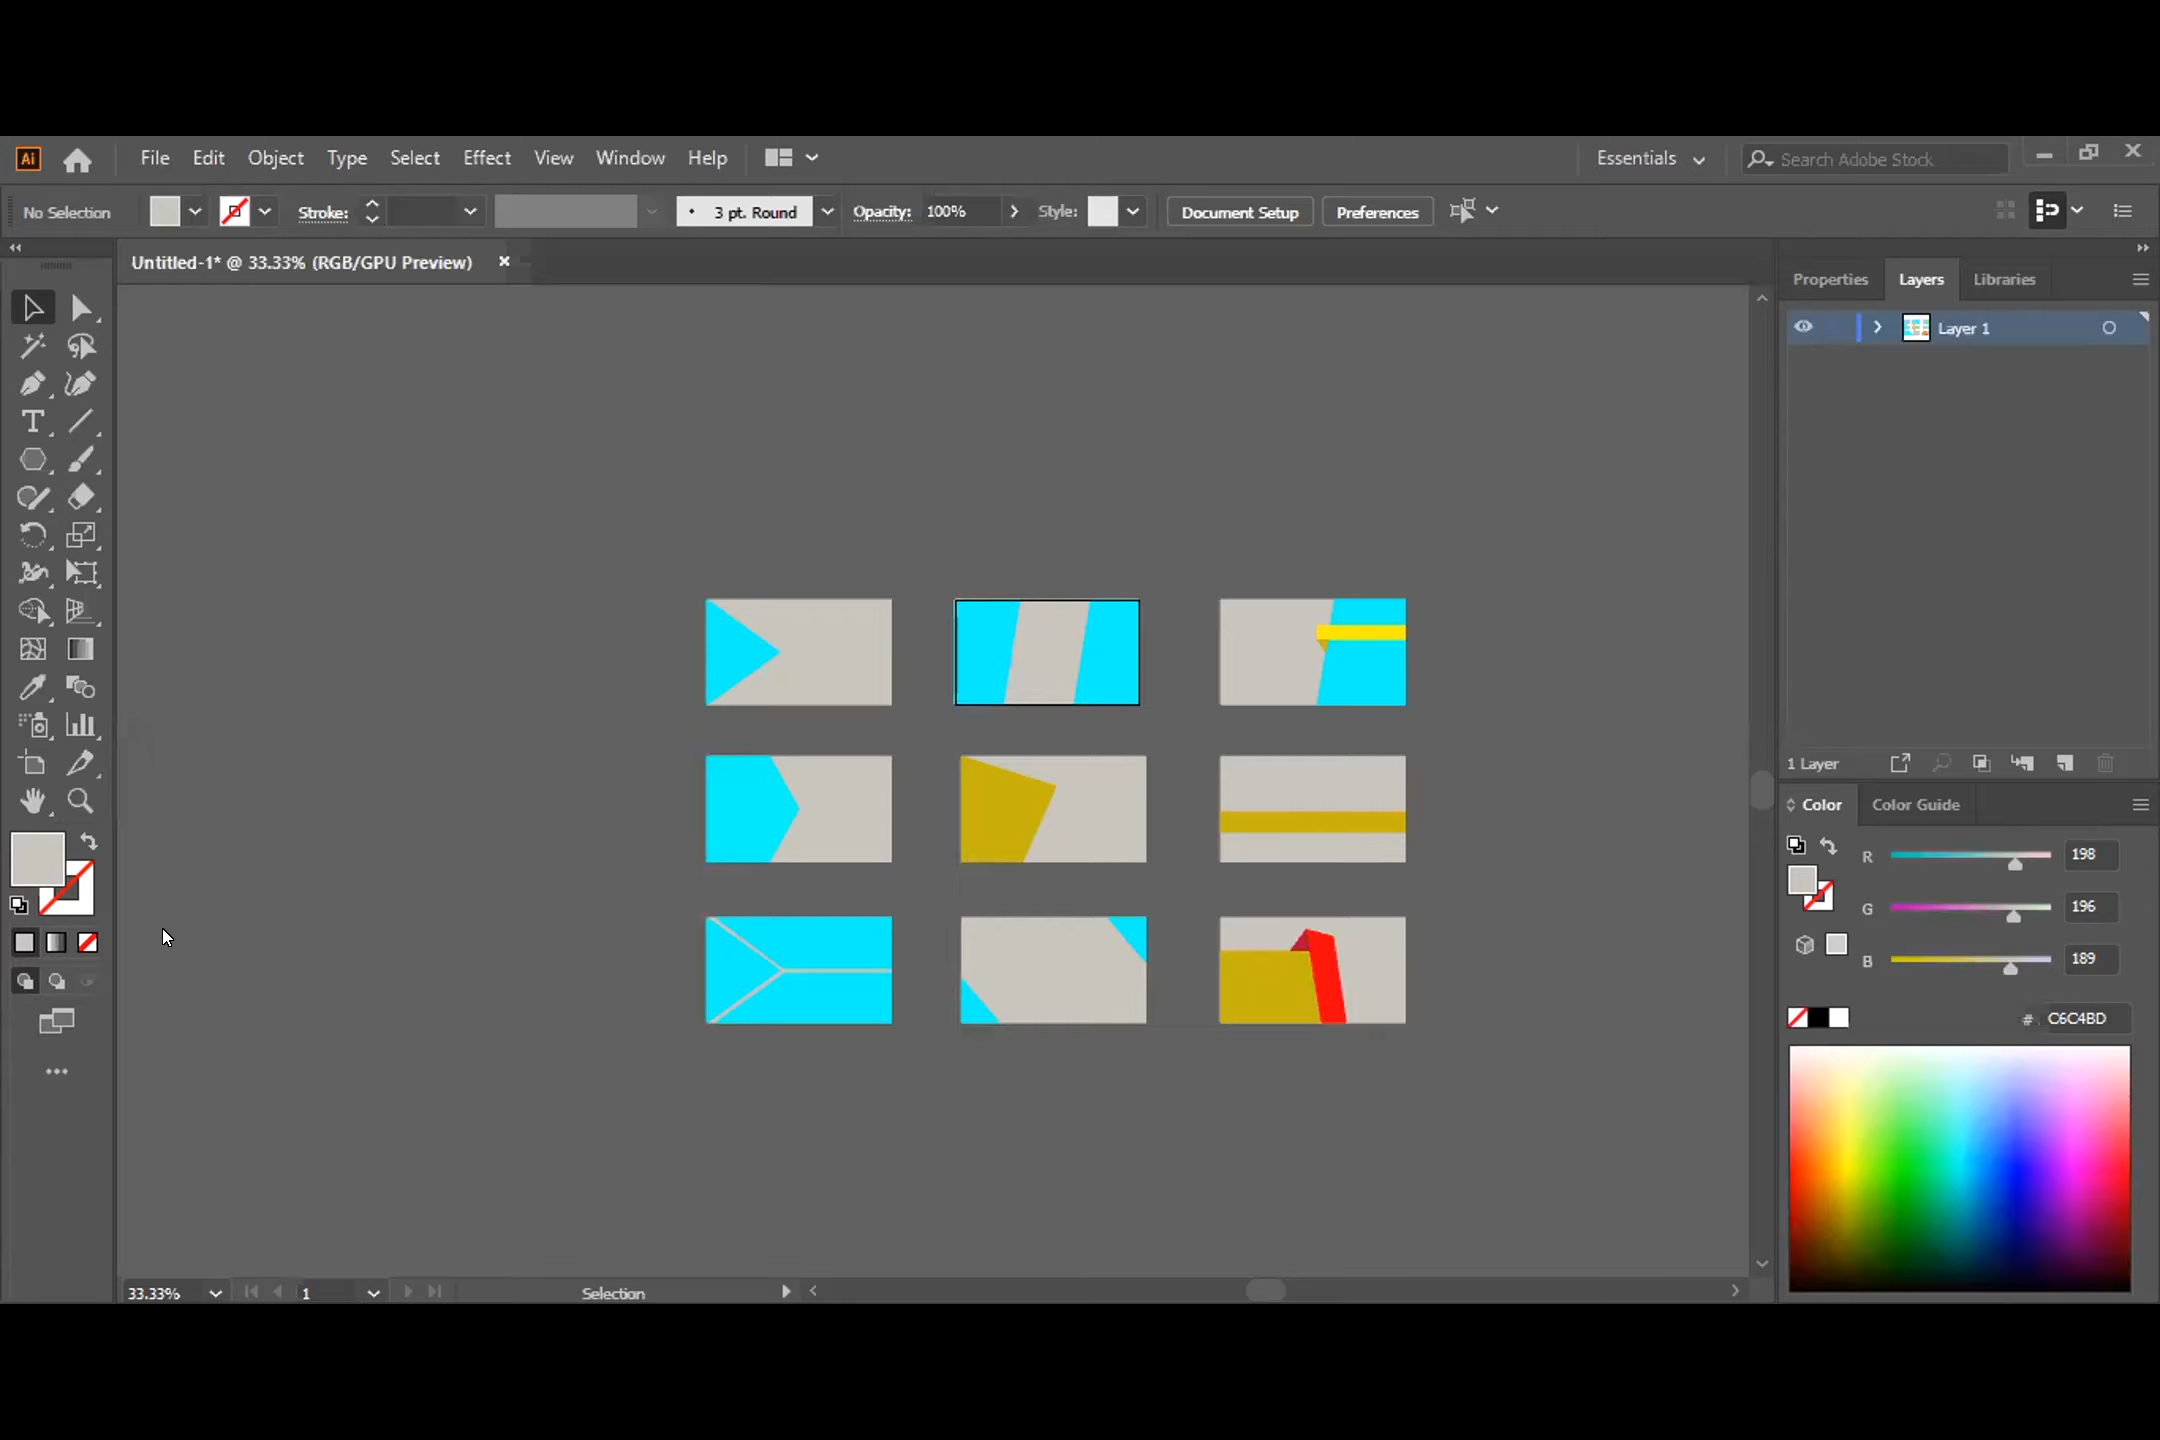 Ai File Edit Object Type Select Effect View Window Help Essentials Search Adobe Stock
No Selection Stroke: 3 pt. Round Opacity: 100% Style: Document Setup Preferences
Untitled-1* @ 33.33% (RGB/GPU Preview)
Properties Layers Libraries
Layer 1
1 Layer
Color Color Guide
R 198
G 196
B 189
# C6C4BD
33.33% 1 Selection